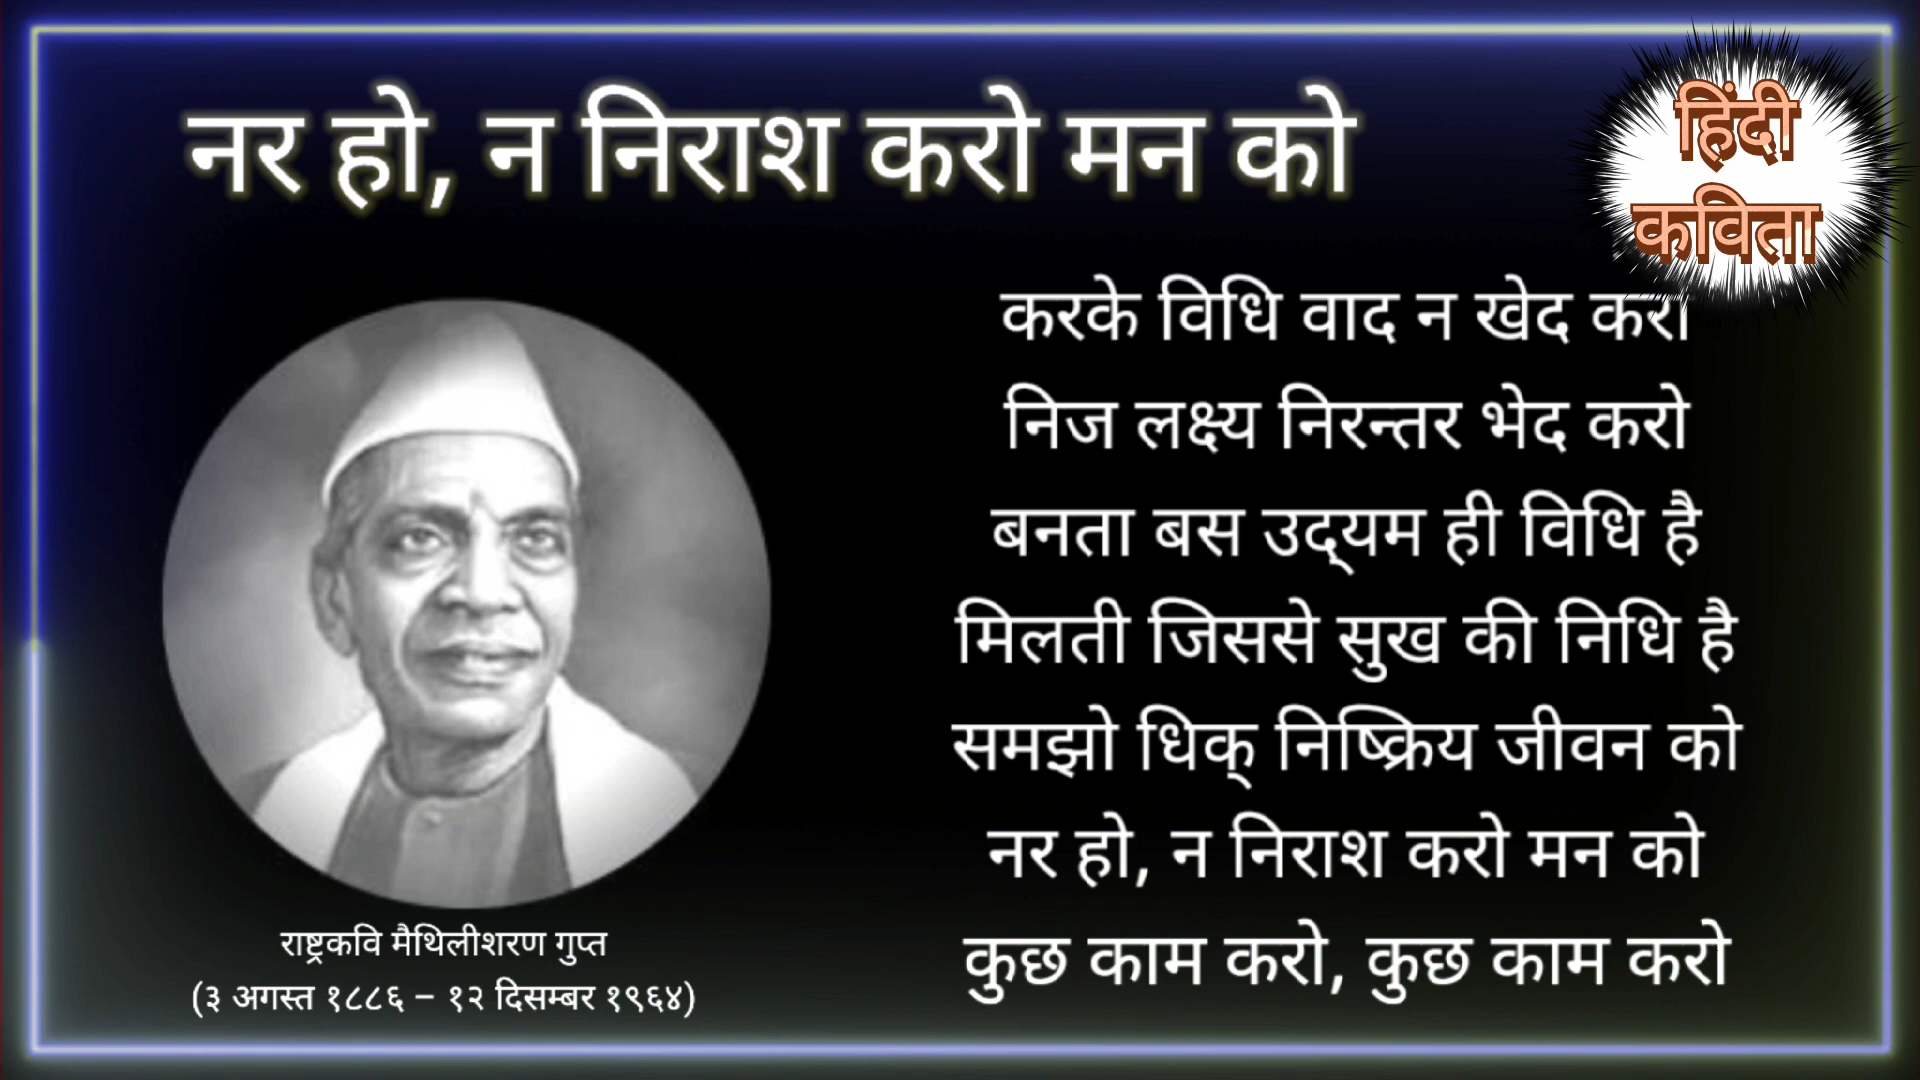 नर हो, न निराश करो मन को
हिंदी
कविता
करके विधि वाद न खेद करो
निज लक्ष्य निरन्तर भेद करो
बनता बस उद्‌यम ही विधि है
मिलती जिससे सुख की निधि है
समझो धिक् निष्क्रिय जीवन को
नर हो, न निराश करो मन को
कुछ काम करो, कुछ काम करो
राष्ट्रकवि मैथिलीशरण गुप्त
(३ अगस्त १८८६ – १२ दिसम्बर १९६४)